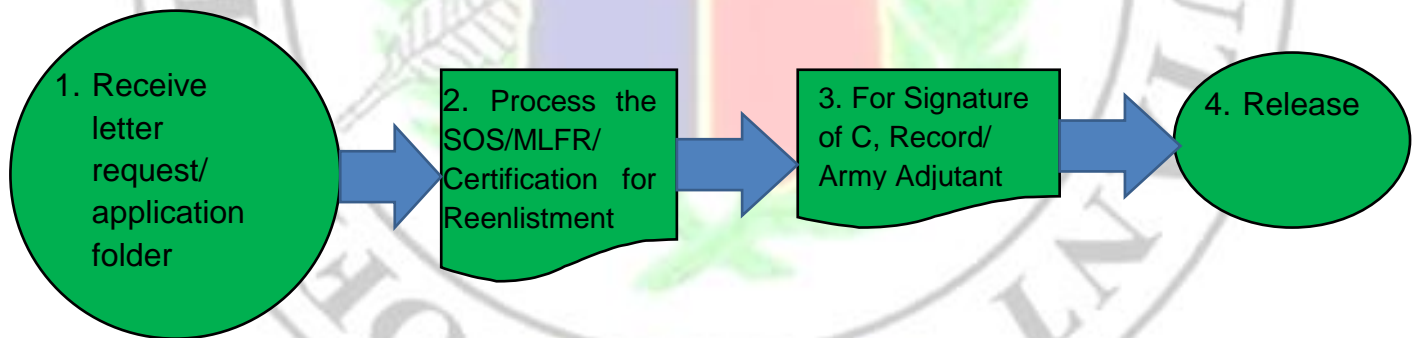 1. Receive
letter
request/
application
folder
2. Process the
SOS/MLFR/
Certification for
Reenlistment
3. For Signature
of C, Record/
Army Adjutant
4. Release